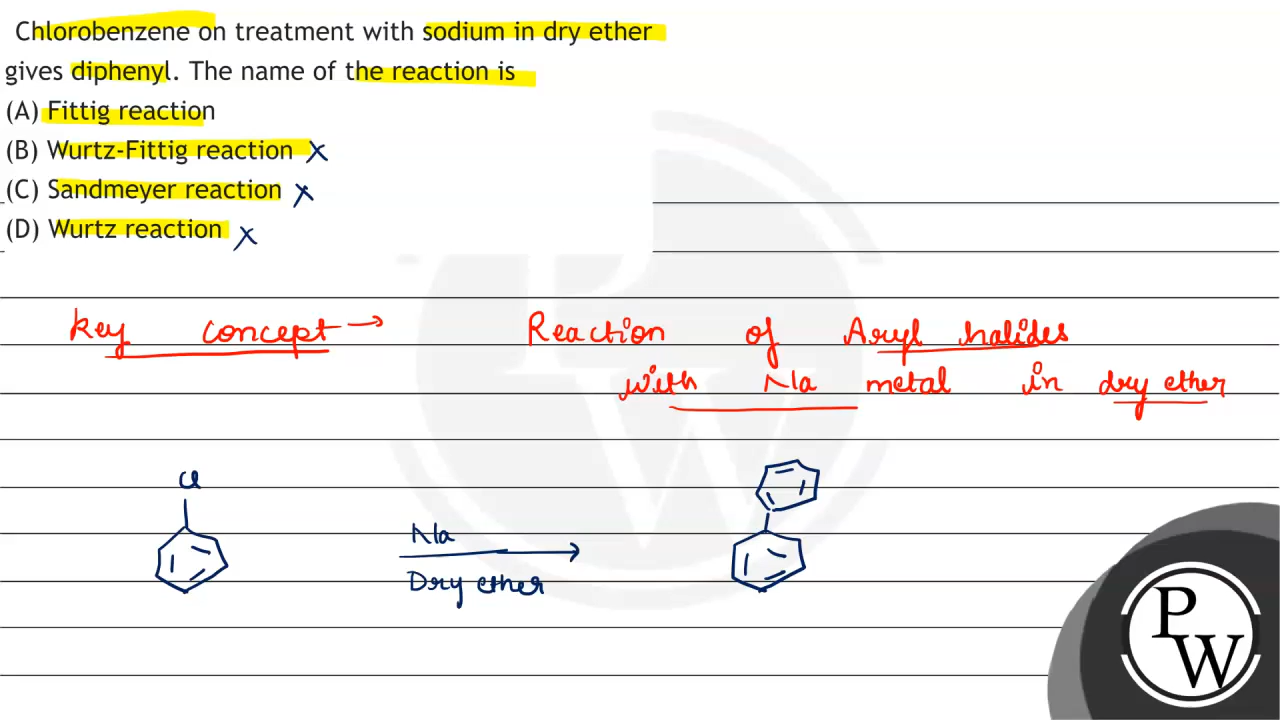 Chlorobenzene on treatment with sodium in dry ether
gives diphenyl. The name of the reaction is
(A) Fittig reaction
(B) Wurtz-Fittig reaction x
(C) Sandmeyer reaction x
(D) Wurtz reaction x
Key concept → Reaction of Aryl halides
with Na metal in dry ether
Cl
Na
Dry ether
P
W
PW